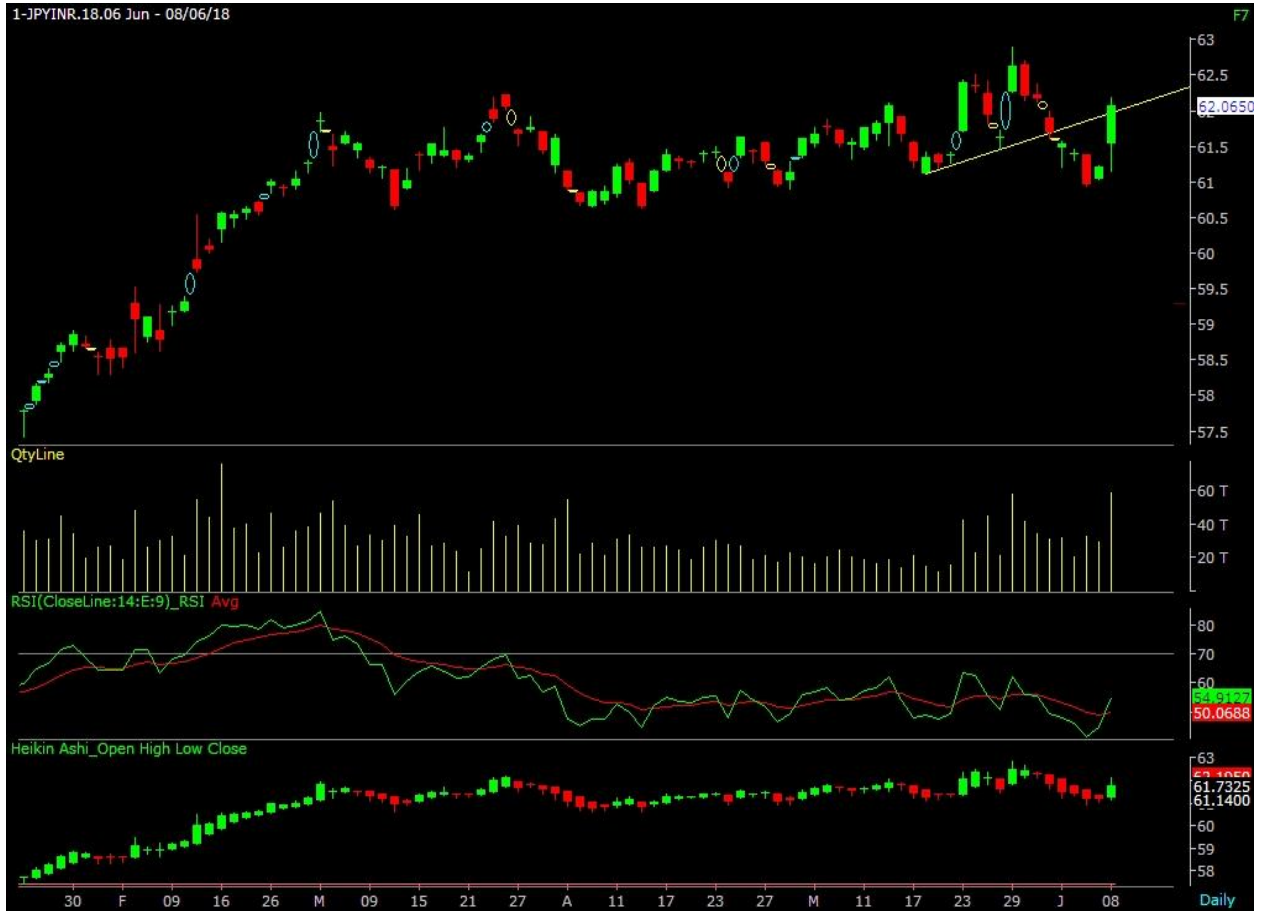 1-JPYINR.18.06 Jun - 08/06/18
F7
63
62.5
62.0650
61.5
61
60.5
60
59.5
59
58.5
58
57.5
QtyLine
60 T
40 T
20 T
RSI(CloseLine:14:E:9)_RSI Avg
80
70
60
54.9127
50.0688
Heikin Ashi_Open High Low Close
63
61.7325
61.1400
60
59
58
30 F 09 16 26 M 09 15 21 27 A 11 17 23 27 M 11 17 23 J 08
Daily